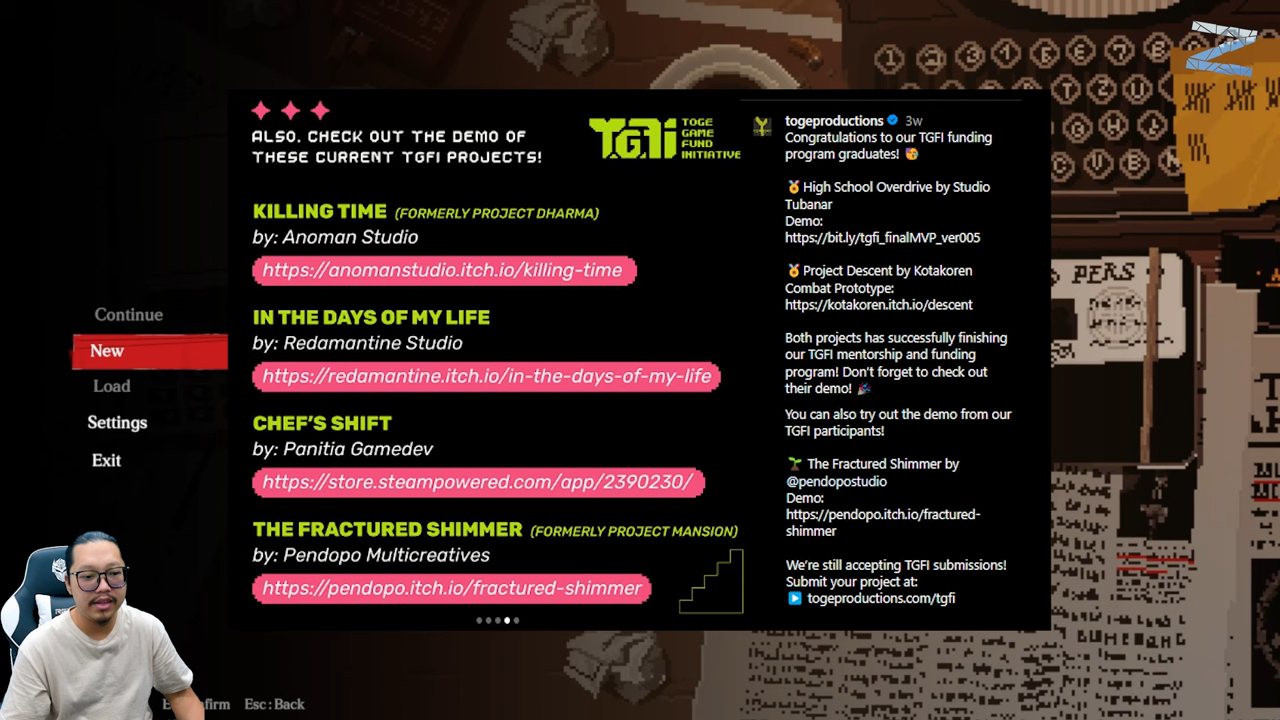 ALSO, CHECK OUT THE DEMO OF
THESE CURRENT TGFI PROJECTS!
TGFI
TOGE
GAME
FUND
INITIATIVE
KILLING TIME (FORMERLY PROJECT DHARMA)
by: Anoman Studio
https://anomanstudio.itch.io/killing-time
IN THE DAYS OF MY LIFE
by: Redamantine Studio
https://redamantine.itch.io/in-the-days-of-my-life
CHEF'S SHIFT
by: Panitia Gamedev
https://store.steampowered.com/app/2390230/
THE FRACTURED SHIMMER (FORMERLY PROJECT MANSION)
by: Pendopo Multicreatives
https://pendopo.itch.io/fractured-shimmer
togeproductions 3w
Congratulations to our TGFI funding
program graduates! 🥳
🏅High School Overdrive by Studio
Tubanar
Demo:
https://bit.ly/tgfi_finalMVP_ver005
🏅Project Descent by Kotakoren
Combat Prototype:
https://kotakoren.itch.io/descent
Both projects has successfully finishing
our TGFI mentorship and funding
program! Don't forget to check out
their demo! 🎉
You can also try out the demo from our
TGFI participants!
🌱 The Fractured Shimmer by
@pendopostudio
Demo:
https://pendopo.itch.io/fractured-
shimmer
We're still accepting TGFI submissions!
Submit your project at:
▶️ togeproductions.com/tgfi
Continue
New
Load
Settings
Exit
Esc : Back
PERS